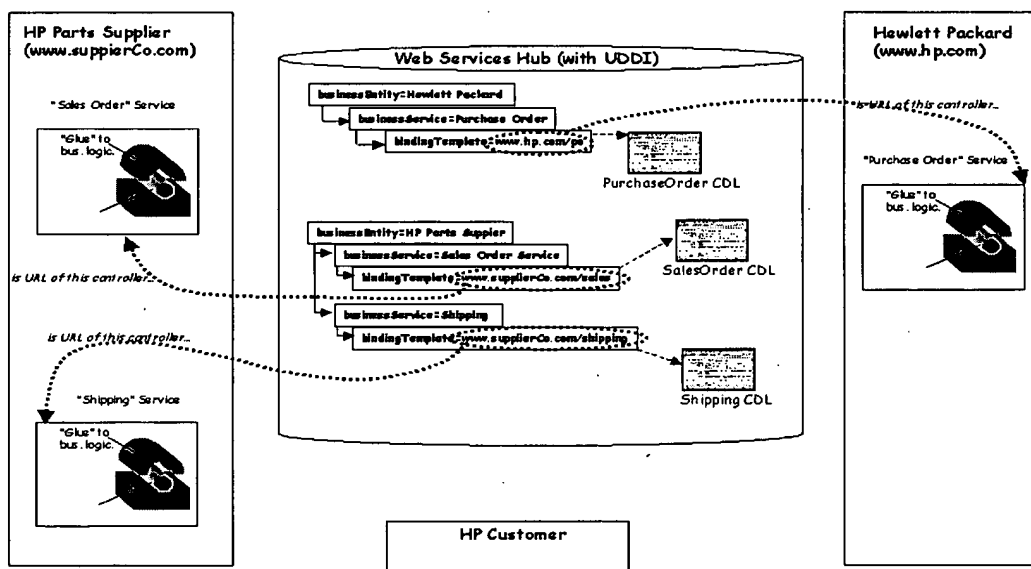 HP Parts Supplier
(www.suppierCo.com)
"Sales Order" Service
"Glue" to
bus.logic.
is URL of this controller...
is URL of this controller...
"Shipping" Service
"Glue" to
bus.logic.
Web Services Hub (with UDDI)
businessEntity=Hewlett Packard
businessService=Purchase Order
bindingTemplate=www.hp.com/po
PurchaseOrder CDL
businessEntity=HP Parts Suppier
businessService=Sales Order Service
bindingTemplate=www.supplierCo.com/sales
SalesOrder CDL
businessService=Shipping
bindingTemplate=www.supplierCo.com/shipping
Shipping CDL
HP Customer
Hewlett Packard
(www.hp.com)
is URL of this controller...
"Purchase Order" Service
"Glue" to
bus.logic.